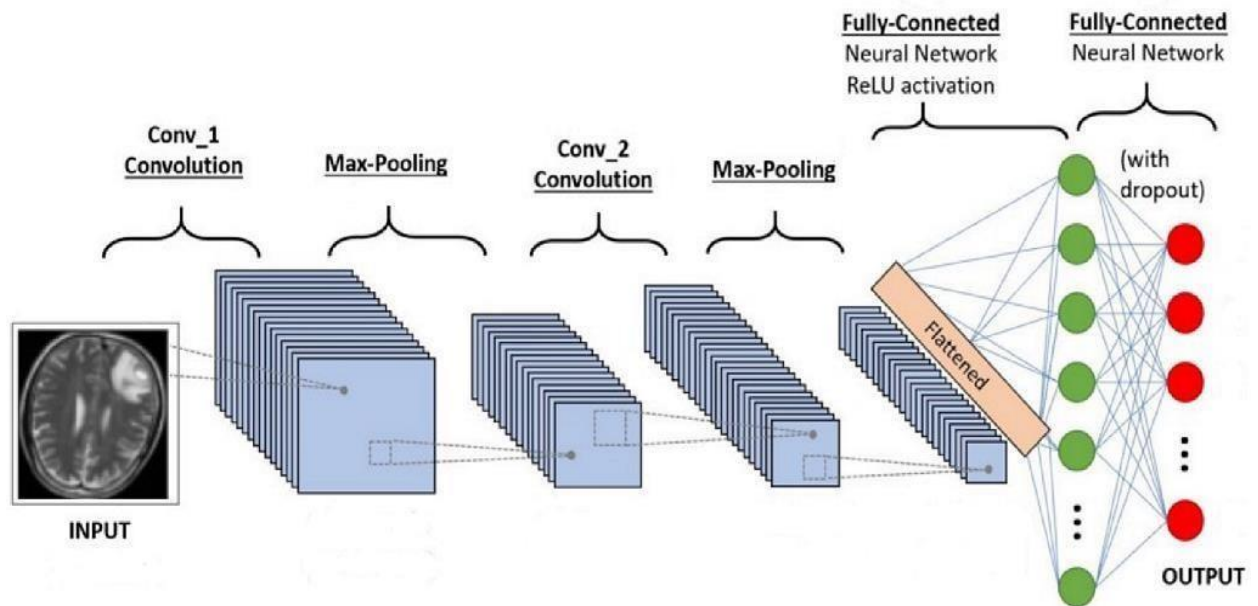 Fully-Connected
Neural Network
ReLU activation
Fully-Connected
Neural Network
Conv_1
Convolution
Max-Pooling
Conv_2
Convolution
Max-Pooling
(with
dropout)
Flattened
INPUT
OUTPUT